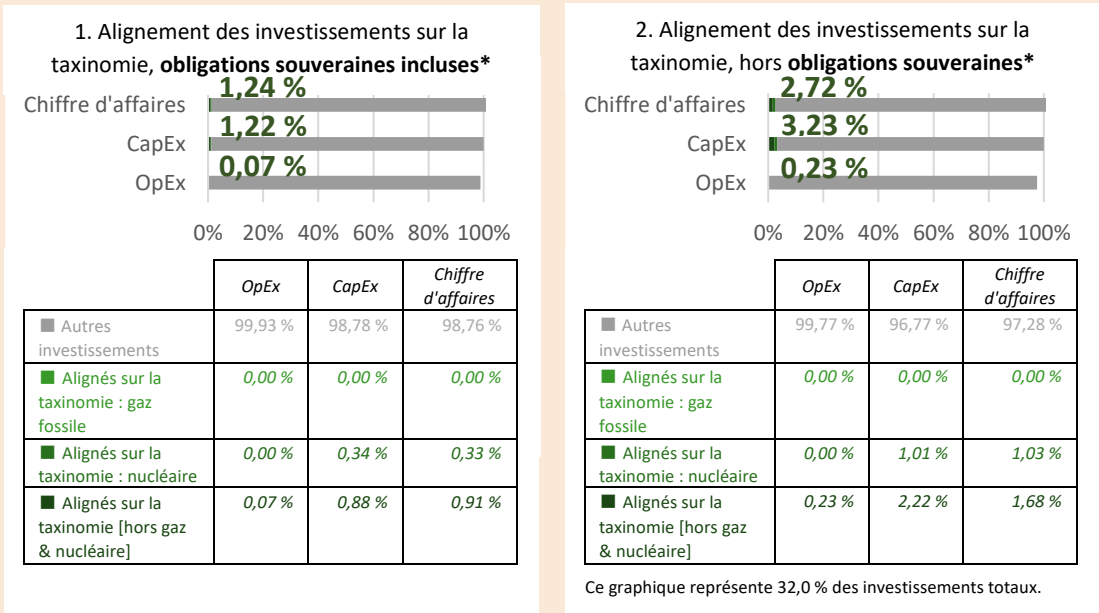 1. Alignement des investissements sur la
taxinomie, obligations souveraines incluses*
Chiffre d'affaires
1,24 %
CapEx
1,22 %
OpEx
0,07 %
0% 20% 40% 60% 80% 100%
OpEx CapEx Chiffre
d'affaires
Autres
investissements
99,93 % 98,78 % 98,76 %
Alignés sur la
taxinomie : gaz
fossile
0,00 % 0,00 % 0,00 %
Alignés sur la
taxinomie : nucléaire
0,00 % 0,34 % 0,33 %
Alignés sur la
taxinomie [hors gaz
& nucléaire]
0,07 % 0,88 % 0,91 %
2. Alignement des investissements sur la
taxinomie, hors obligations souveraines*
Chiffre d'affaires
2,72 %
CapEx
3,23 %
OpEx
0,23 %
0% 20% 40% 60% 80% 100%
OpEx CapEx Chiffre
d'affaires
Autres
investissements
99,77 % 96,77 % 97,28 %
Alignés sur la
taxinomie : gaz
fossile
0,00 % 0,00 % 0,00 %
Alignés sur la
taxinomie : nucléaire
0,00 % 1,01 % 1,03 %
Alignés sur la
taxinomie [hors gaz
& nucléaire]
0,23 % 2,22 % 1,68 %
Ce graphique représente 32,0 % des investissements totaux.